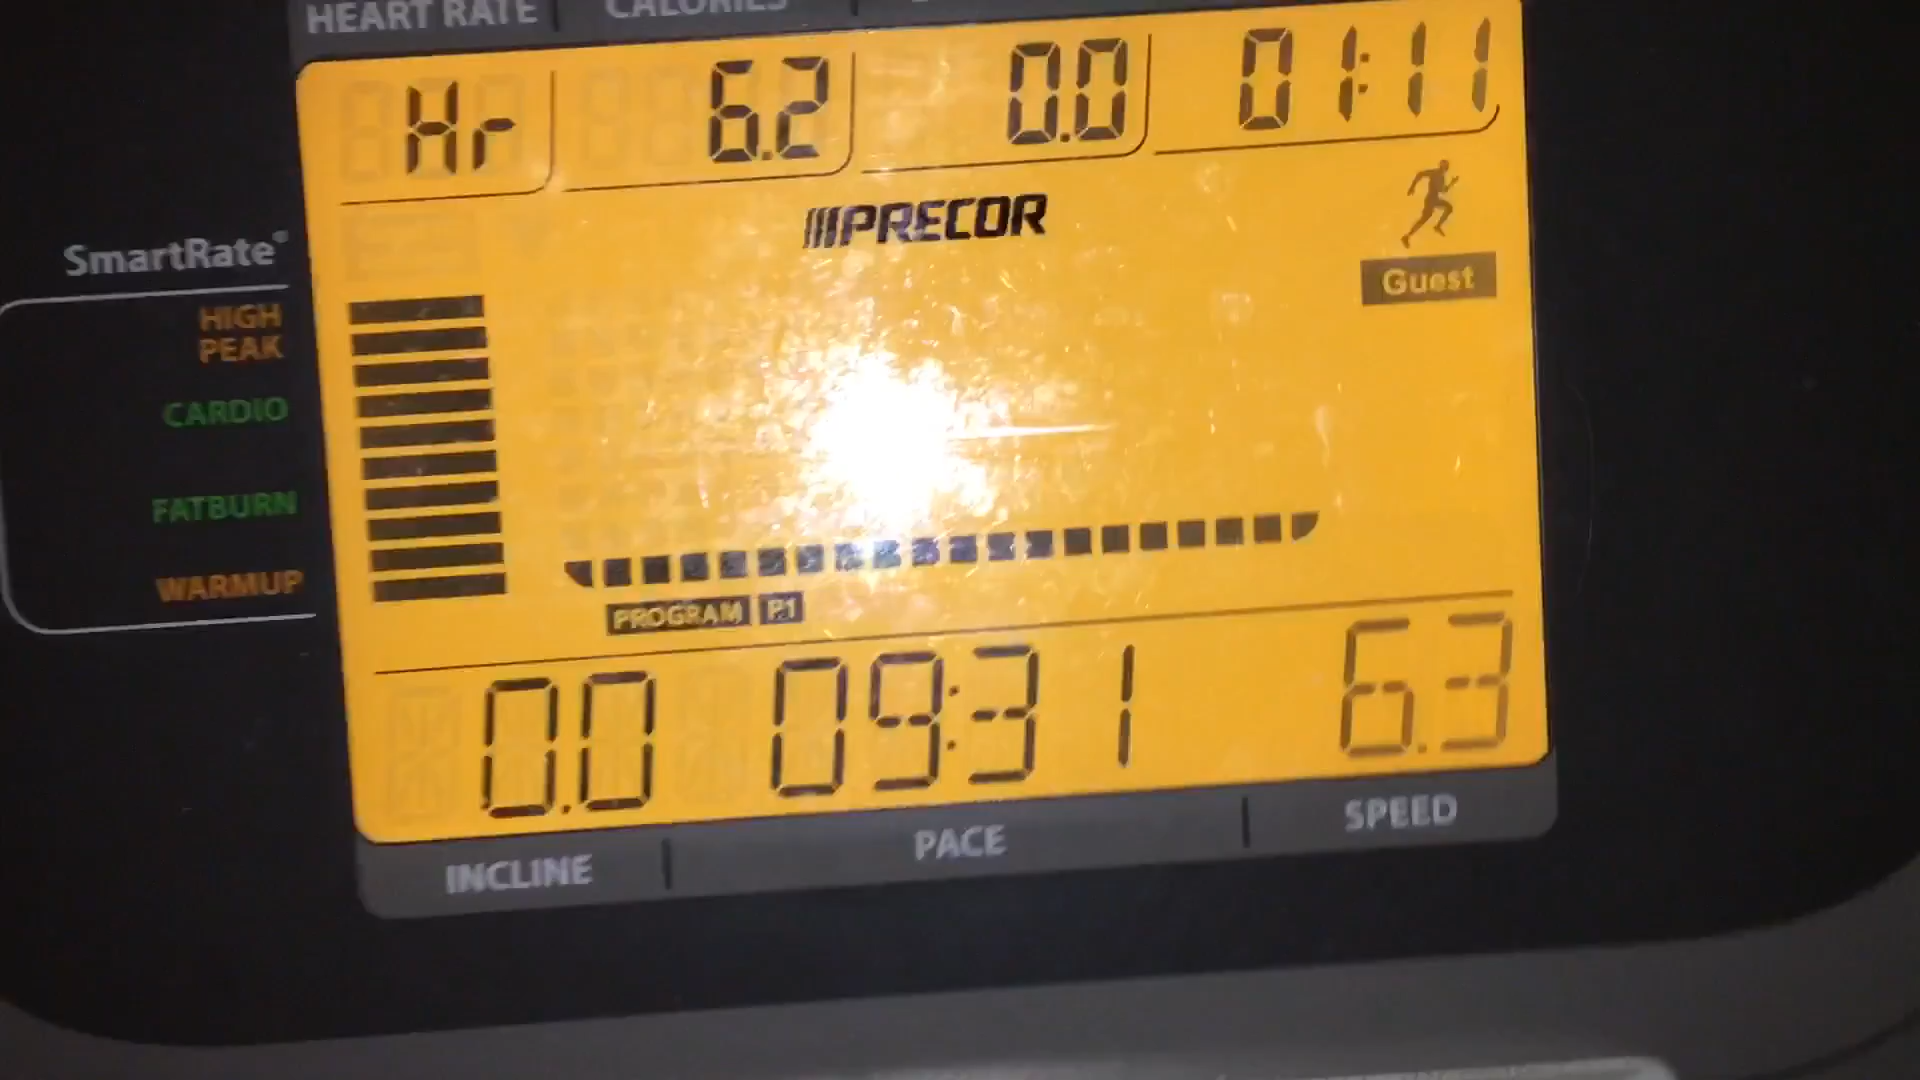 HEART RATE CALORIES
Hr 6.2 0.0 01:11
PRECOR
SmartRate®
Guest
HIGH
PEAK
CARDIO
FATBURN
WARMUP
PROGRAM P1
0.0 09:31 6.3
INCLINE PACE SPEED